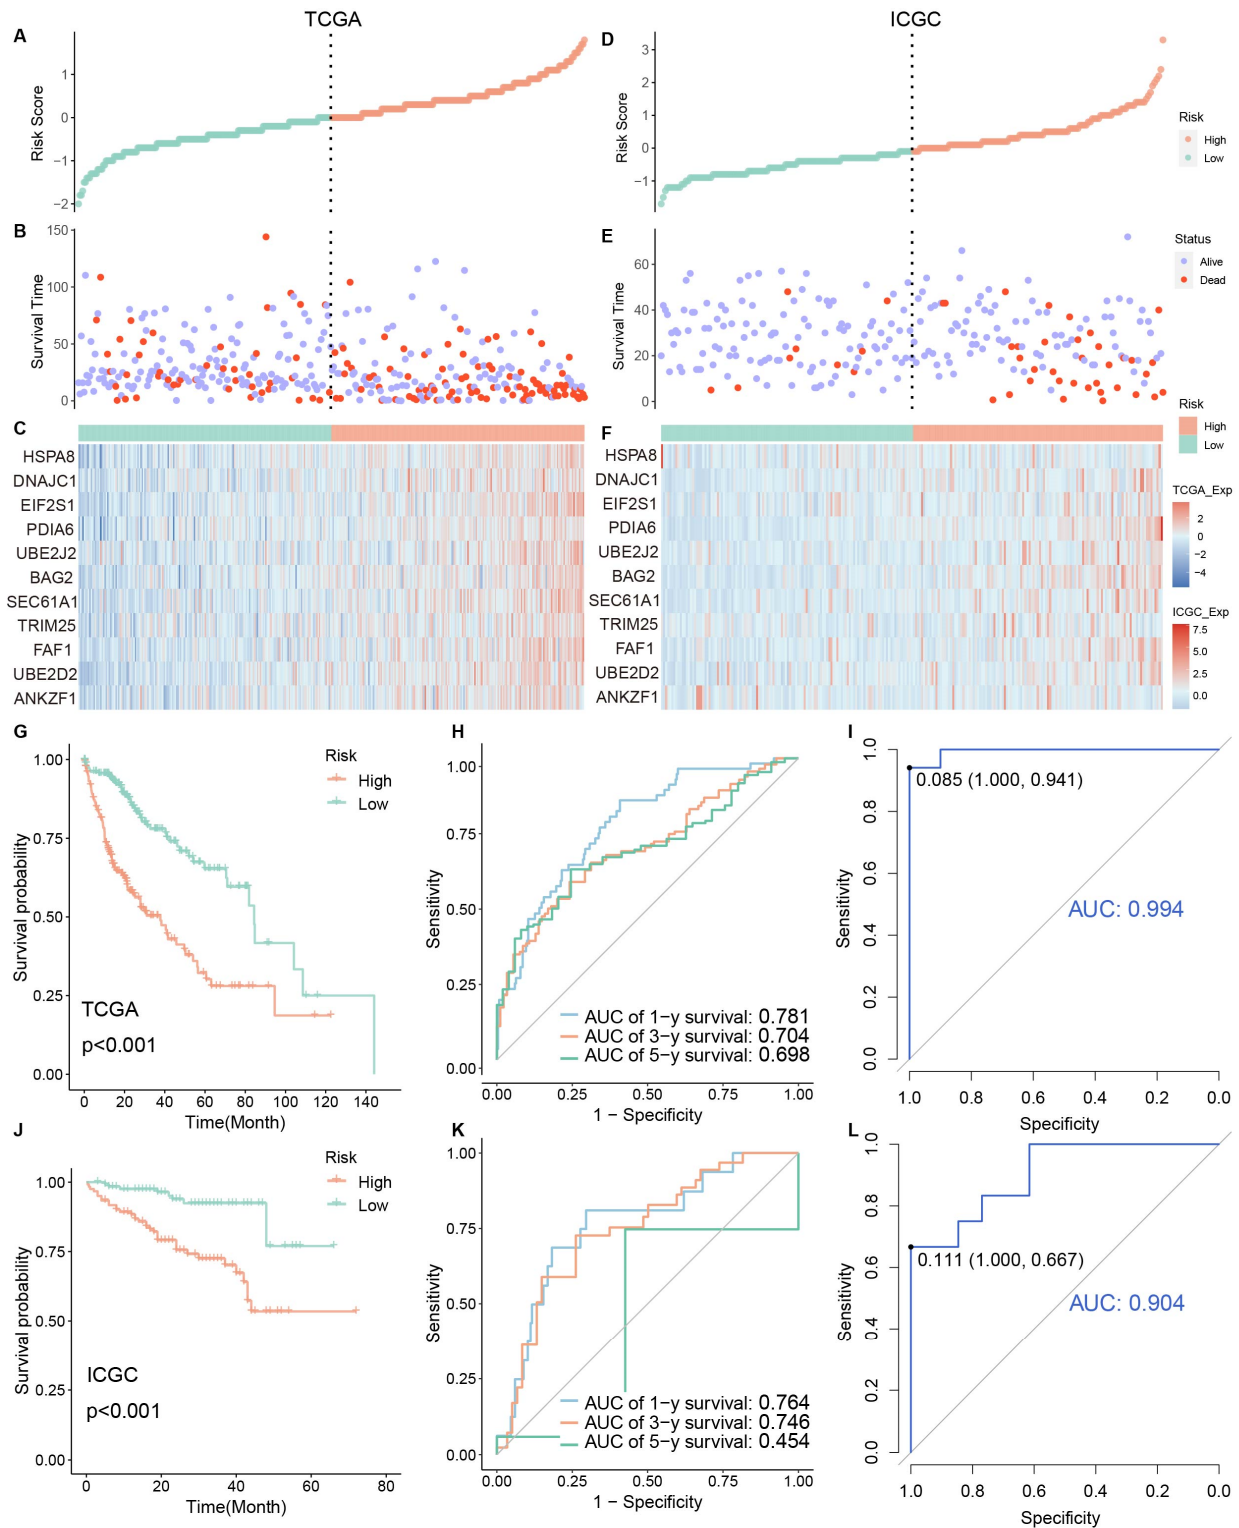 TCGA
ICGC
A
Risk Score
1
0
−1
−2
D
Risk Score
3
2
1
0
−1
Risk
High
Low
B
Survival Time
150
100
50
0
E
Survival Time
60
40
20
0
Status
Alive
Dead
C
HSPA8
DNAJC1
EIF2S1
PDIA6
UBE2J2
BAG2
SEC61A1
TRIM25
FAF1
UBE2D2
ANKZF1
F
HSPA8
DNAJC1
EIF2S1
PDIA6
UBE2J2
BAG2
SEC61A1
TRIM25
FAF1
UBE2D2
ANKZF1
Risk
High
Low
TCGA_Exp
2
0
−2
−4
ICGC_Exp
7.5
5.0
2.5
0.0
G
Survival probability
1.00
0.75
0.50
0.25
0.00
Risk
High
Low
TCGA
p<0.001
0 20 40 60 80 100 120 140
Time(Month)
H
Sensitivity
1.00
0.75
0.50
0.25
0.00
AUC of 1−y survival: 0.781
AUC of 3−y survival: 0.704
AUC of 5−y survival: 0.698
0.00 0.25 0.50 0.75 1.00
1 − Specificity
I
Sensitivity
1.0
0.8
0.6
0.4
0.2
0.0
0.085 (1.000, 0.941)
AUC: 0.994
1.0 0.8 0.6 0.4 0.2 0.0
Specificity
J
Survival probability
1.00
0.75
0.50
0.25
0.00
Risk
High
Low
ICGC
p<0.001
0 20 40 60 80
Time(Month)
K
Sensitivity
1.00
0.75
0.50
0.25
0.00
AUC of 1−y survival: 0.764
AUC of 3−y survival: 0.746
AUC of 5−y survival: 0.454
0.00 0.25 0.50 0.75 1.00
1 − Specificity
L
Sensitivity
1.0
0.8
0.6
0.4
0.2
0.0
0.111 (1.000, 0.667)
AUC: 0.904
1.0 0.8 0.6 0.4 0.2 0.0
Specificity